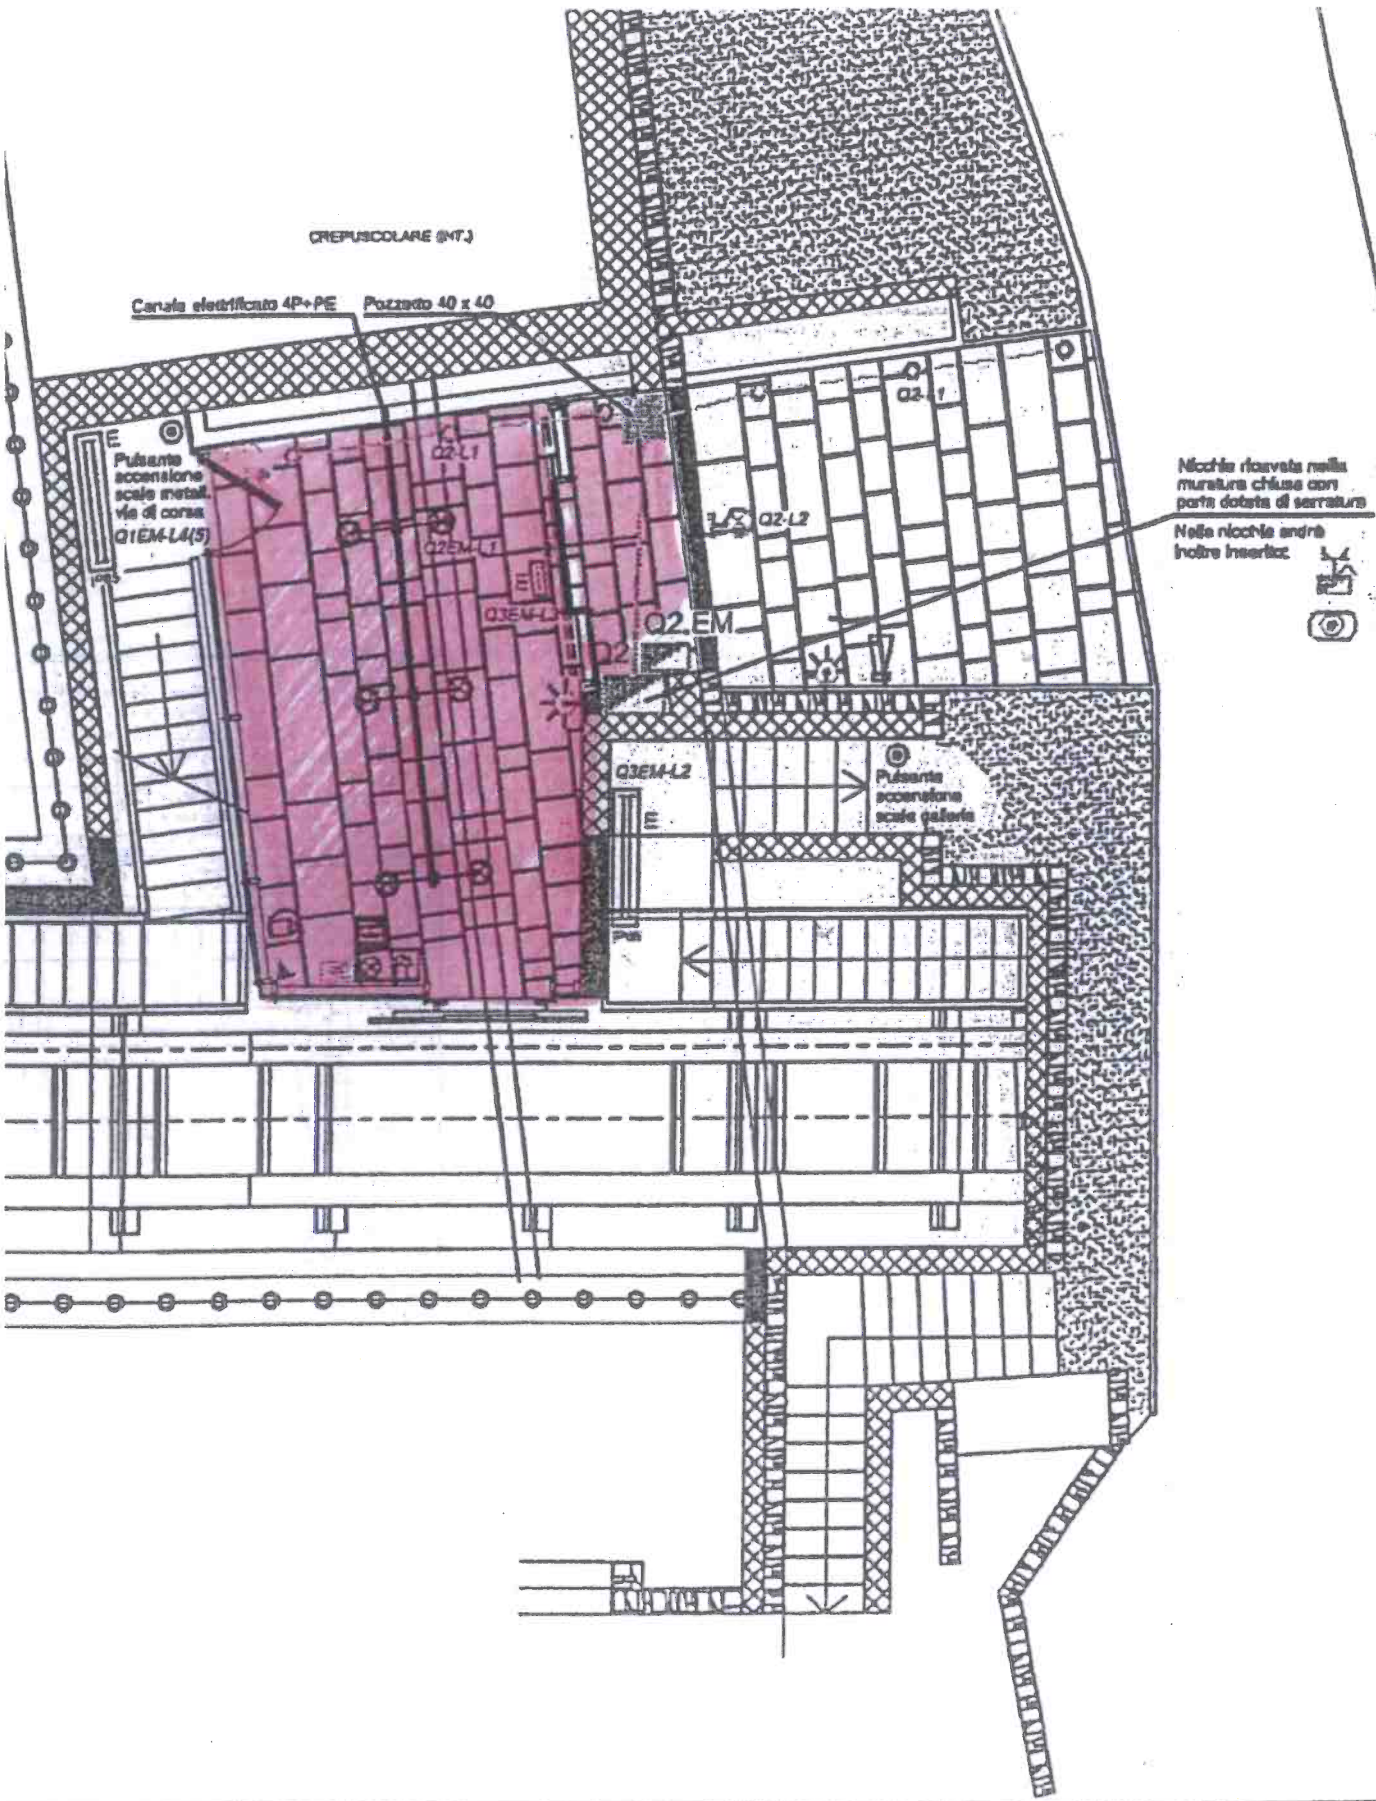 CREPUSCOLARE (INT.)
Canale elettrificato 4P+PE
Pozzetto 40 x 40
E
Pulsante
accensione
scale metall.
vie di corsa
Q1EM-L4(5)
Q2-L1
Q2EM-L1
E
Q3EM-L3
Q2-L1
Q2-L2
Q2.EM
Q2
Nicchia ricavata nella
muratura chiusa con
porta dotata di serratura
Nella nicchia andrà
inoltre inserito:
Q3EM-L2
E
Pulsante
accensione
scale galleria